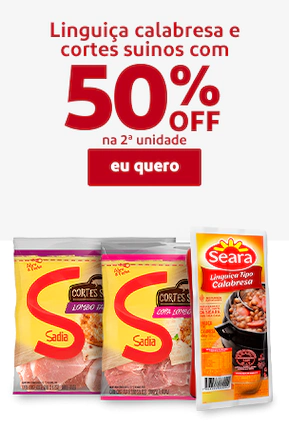 Linguiça calabresa e
cortes suinos com
50%
OFF
na 2ª unidade
eu quero
CORTES S
LOMBO
S
Sadia
CORTES S
COPA LOMBO
S
Sadia
Seara
Linguiça Tipo
Calabresa